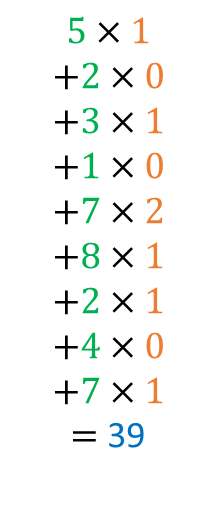 5 × 1
+2 × 0
+3 × 1
+1 × 0
+7 × 2
+8 × 1
+2 × 1
+4 × 0
+7 × 1
= 39